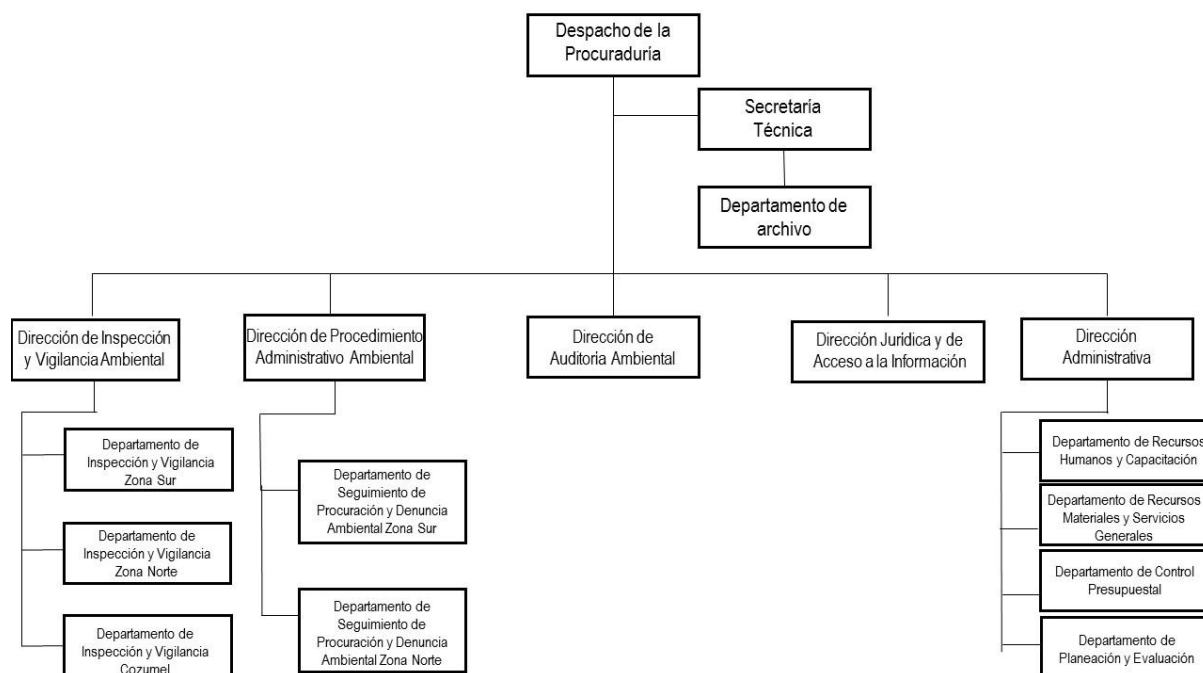 Despacho de la
Procuraduría
Secretaría
Técnica
Departamento de
archivo
Dirección de Inspección
y Vigilancia Ambiental
Dirección de Procedimiento
Administrativo Ambiental
Dirección de
Auditoria Ambiental
Dirección Jurídica y de
Acceso a la Información
Dirección
Administrativa
Departamento de
Inspección y Vigilancia
Zona Sur
Departamento de
Inspección y Vigilancia
Zona Norte
Departamento de
Inspección y Vigilancia
Cozumel
Departamento de
Seguimiento de
Procuración y Denuncia
Ambiental Zona Sur
Departamento de
Seguimiento de
Procuración y Denuncia
Ambiental Zona Norte
Departamento de Recursos
Humanos y Capacitación
Departamento de Recursos
Materiales y Servicios
Generales
Departamento de Control
Presupuestal
Departamento de
Planeación y Evaluación